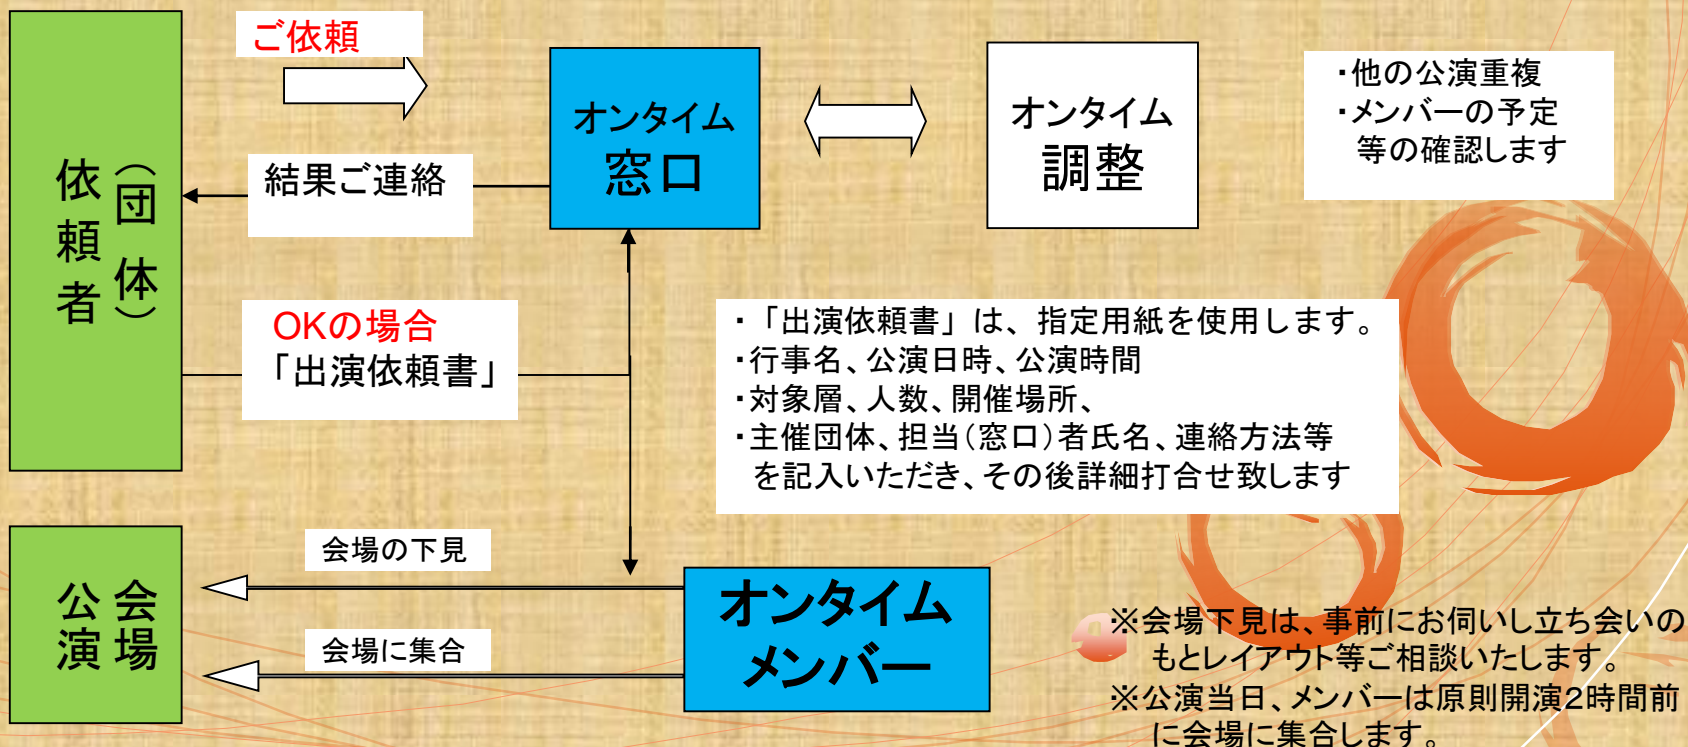 依頼者
（団体）
ご依頼
結果ご連絡
OKの場合
「出演依頼書」
オンタイム
窓口
オンタイム
調整
・他の公演重複
・メンバーの予定
等の確認します
・「出演依頼書」は、指定用紙を使用します。
・行事名、公演日時、公演時間
・対象層、人数、開催場所、
・主催団体、担当（窓口）者氏名、連絡方法等
を記入いただき、その後詳細打合せ致します
公演
会場
会場の下見
会場に集合
オンタイム
メンバー
※会場下見は、事前にお伺いし立ち会いの
もとレイアウト等ご相談いたします。
※公演当日、メンバーは原則開演2時間前
に会場に集合します。